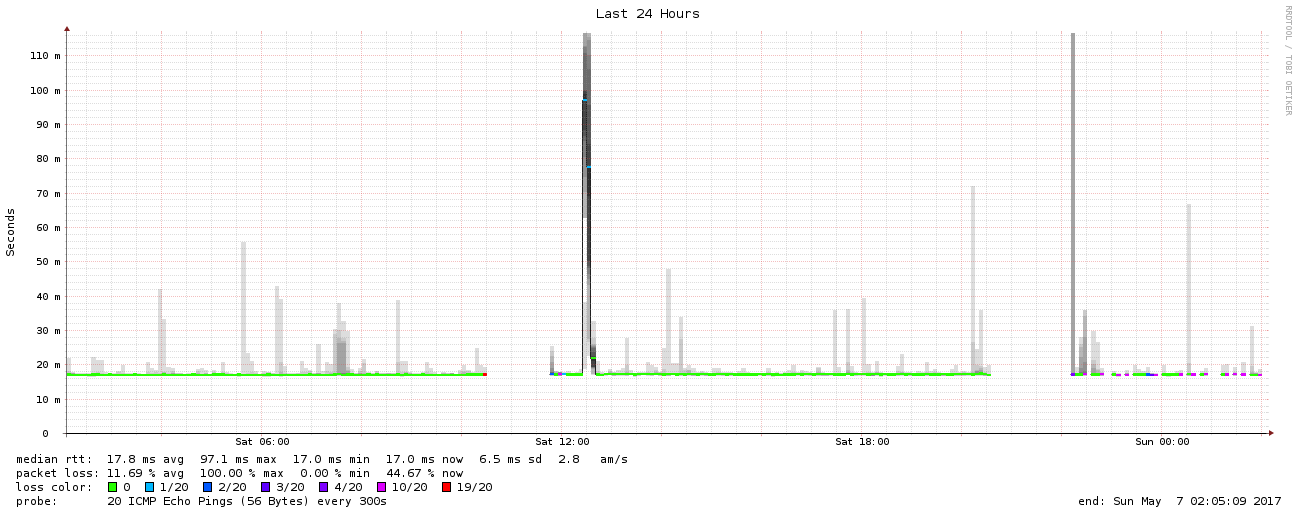 Last 24 Hours
RRDTOOL / TOBI OETIKER
Seconds
110 m
100 m
90 m
80 m
70 m
60 m
50 m
40 m
30 m
20 m
10 m
0
Sat 06:00 Sat 12:00 Sat 18:00 Sun 00:00
median rtt: 17.8 ms avg 97.1 ms max 17.0 ms min 17.0 ms now 6.5 ms sd 2.8 am/s
packet loss: 11.69 % avg 100.00 % max 0.00 % min 44.67 % now
loss color: 0 1/20 2/20 3/20 4/20 10/20 19/20
probe: 20 ICMP Echo Pings (56 Bytes) every 300s end: Sun May 7 02:05:09 2017